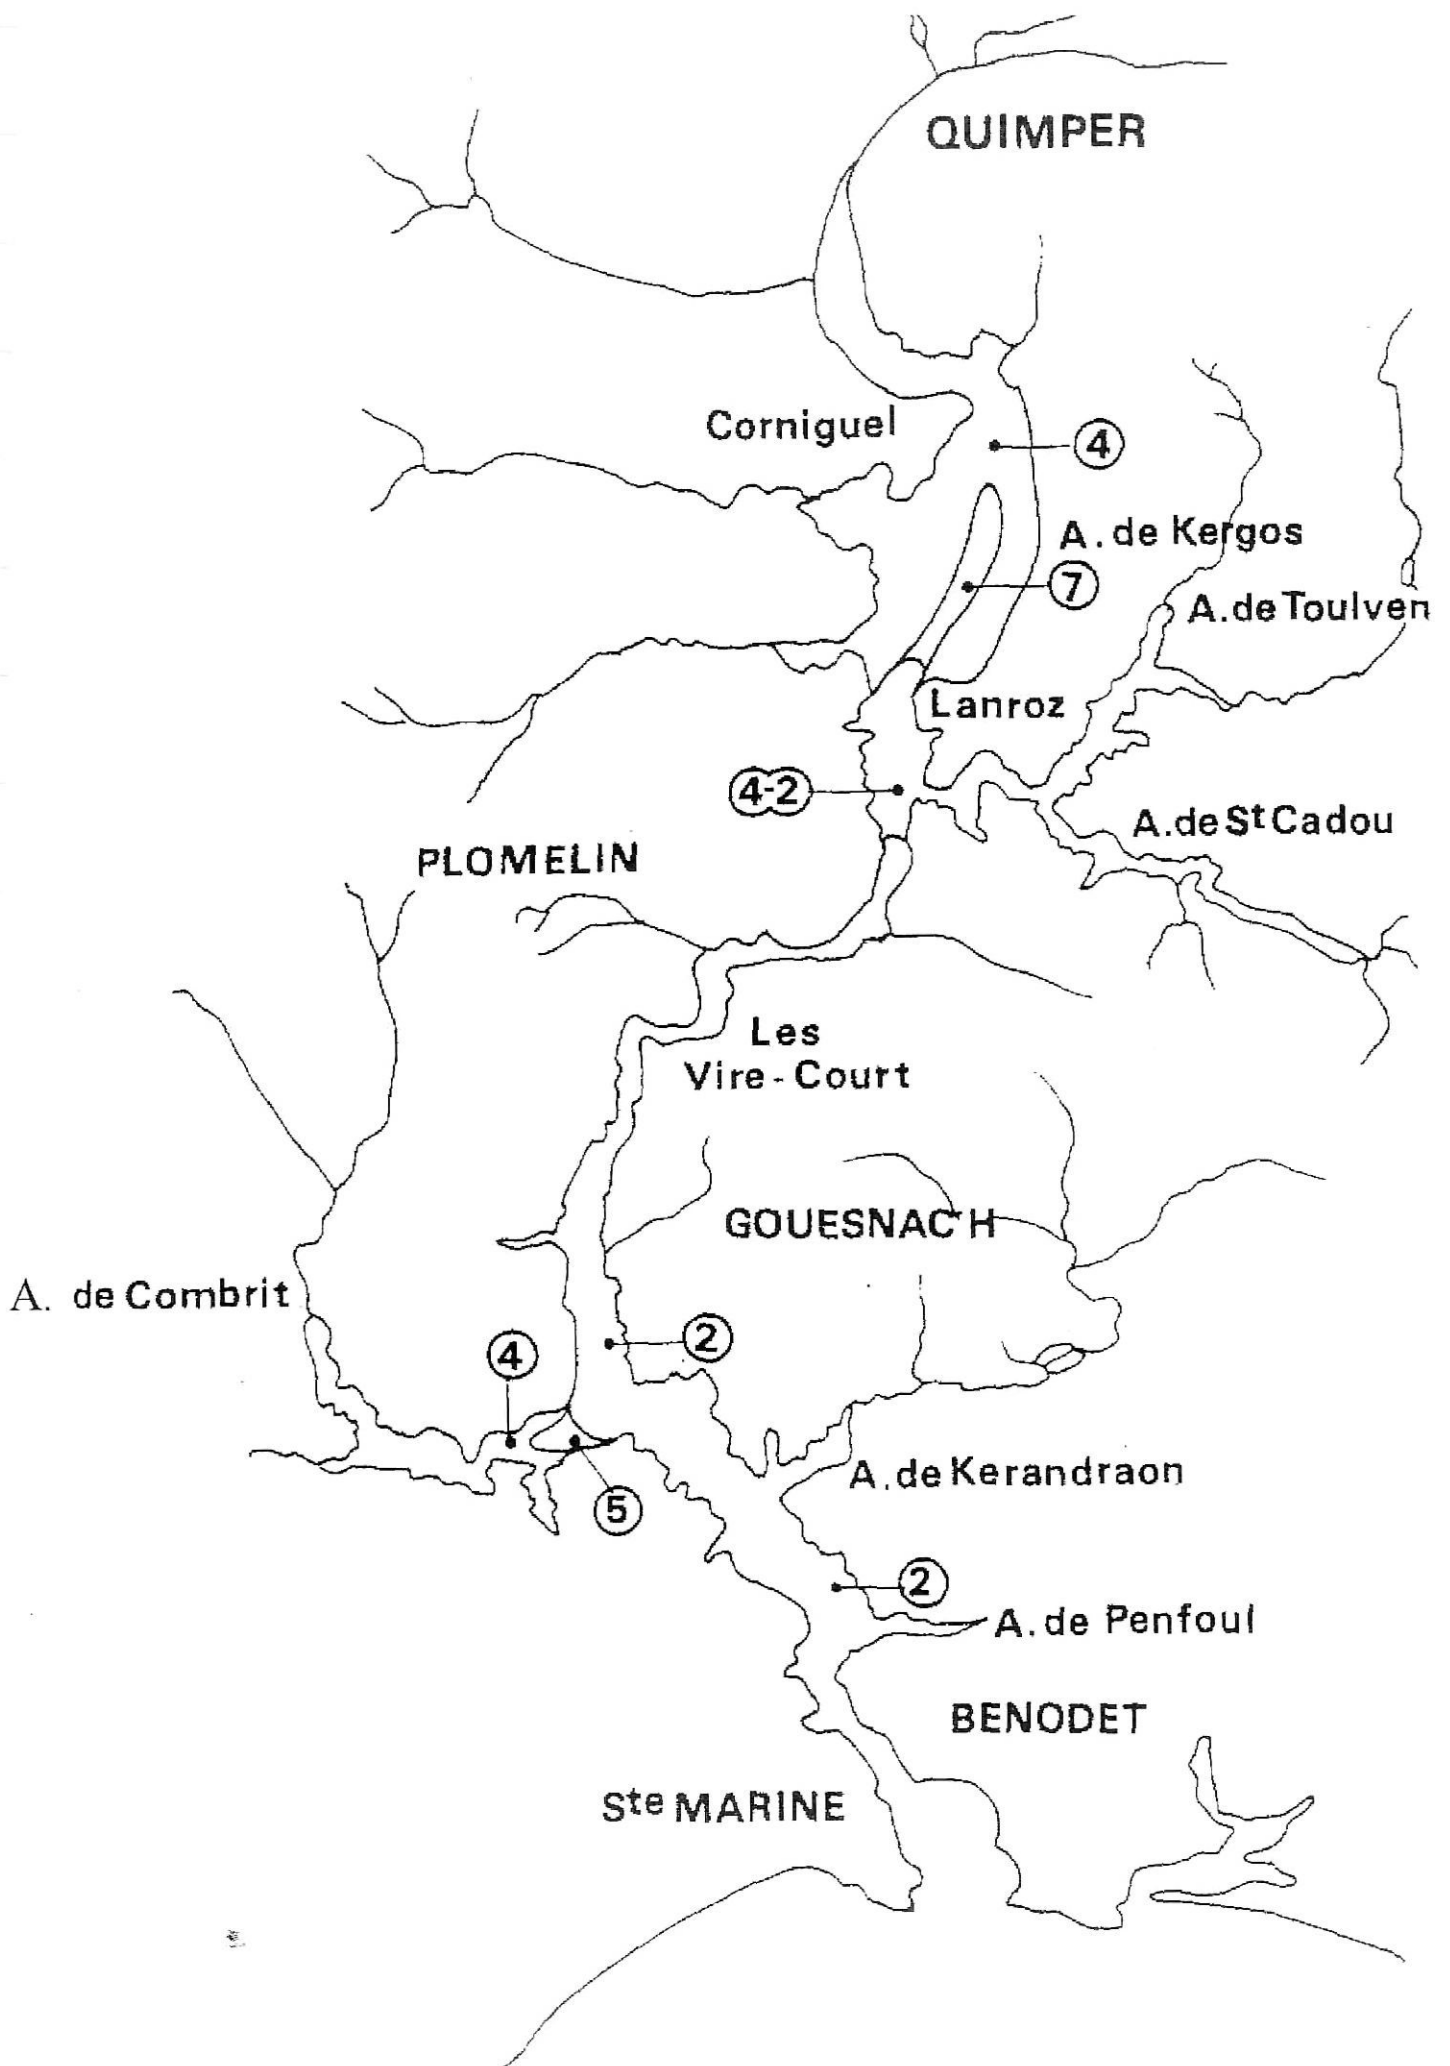 QUIMPER
Corniguel
4
A. de Kergos
7
A. de Toulven
Lanroz
4-2
A. de St Cadou
PLOMELIN
Les
Vire-Court
GOUESNAC'H
A. de Combrit
2
4
A. de Kerandraon
5
2
A. de Penfoul
BENODET
Ste MARINE